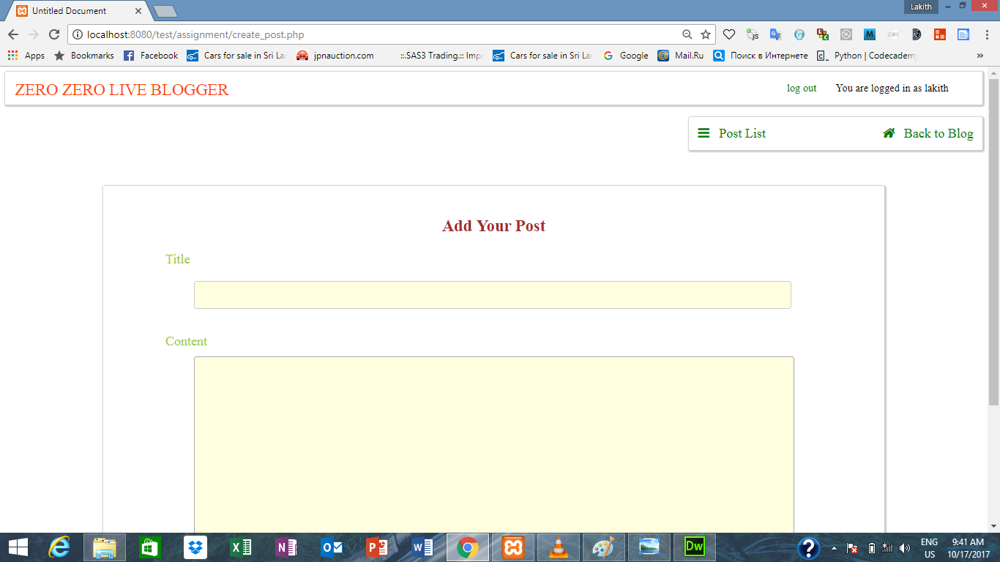 Untitled Document
Lakith
localhost:8080/test/assignment/create_post.php
Apps Bookmarks Facebook Cars for sale in Sri La jpnauction.com ::.SAS3 Trading.:: Imp Cars for sale in Sri La Google Mail.Ru Поиск в Интернете Python | Codecademy »
ZERO ZERO LIVE BLOGGER
log out You are logged in as lakith
Post List Back to Blog
Add Your Post
Title
Content
ENG 9:41 AM
US 10/17/2017